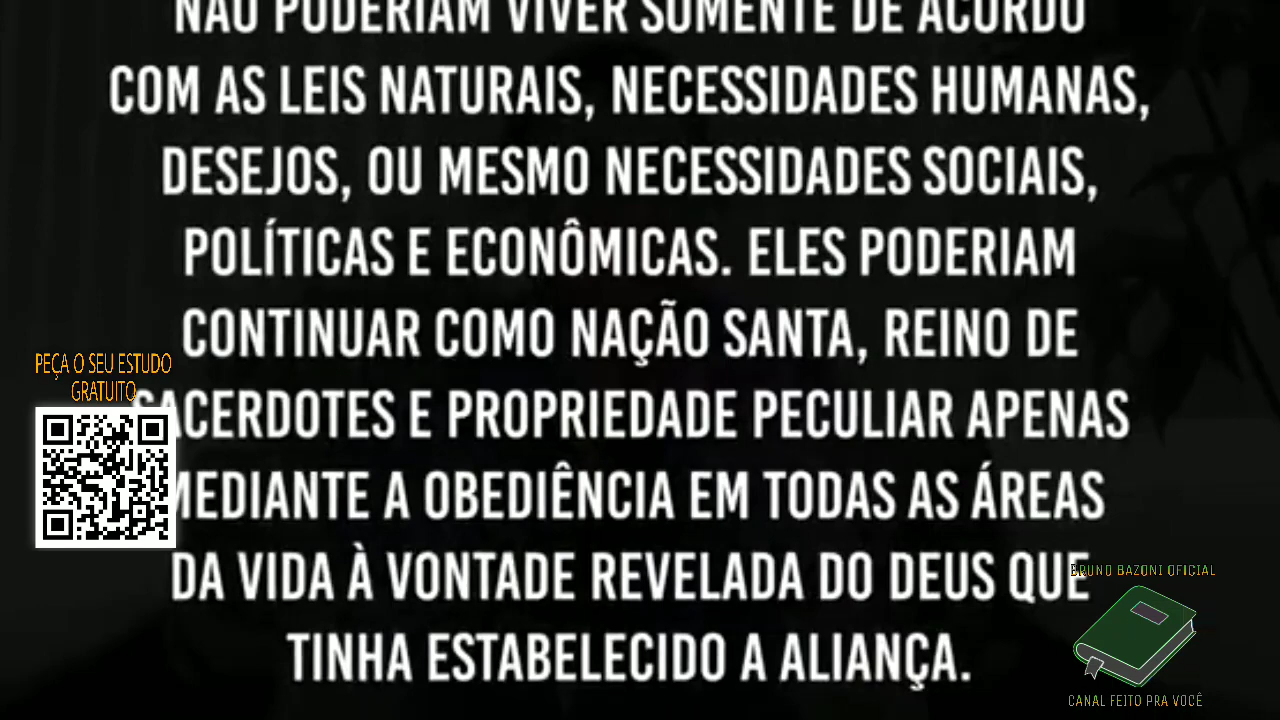 NÃO PODERIAM VIVER SOMENTE DE ACORDO
COM AS LEIS NATURAIS, NECESSIDADES HUMANAS,
DESEJOS, OU MESMO NECESSIDADES SOCIAIS,
POLÍTICAS E ECONÔMICAS. ELES PODERIAM
CONTINUAR COMO NAÇÃO SANTA, REINO DE
SACERDOTES E PROPRIEDADE PECULIAR APENAS
MEDIANTE A OBEDIÊNCIA EM TODAS AS ÁREAS
DA VIDA À VONTADE REVELADA DO DEUS QUE
TINHA ESTABELECIDO A ALIANÇA.
PEÇA O SEU ESTUDO
GRATUITO
BRUNO BAZONI OFICIAL
CANAL FEITO PRA VOCÊ